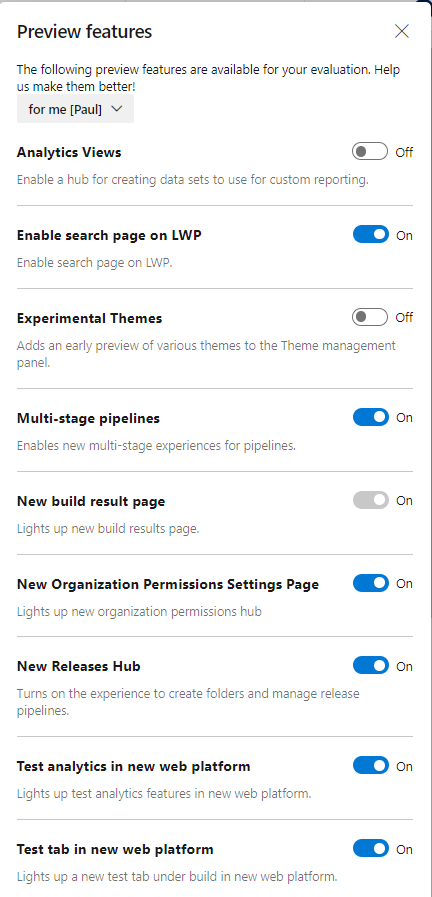 Preview features
The following preview features are available for your evaluation. Help
us make them better!
for me [Paul]
Analytics Views
Off
Enable a hub for creating data sets to use for custom reporting.
Enable search page on LWP
On
Enable search page on LWP.
Experimental Themes
Off
Adds an early preview of various themes to the Theme management
panel.
Multi-stage pipelines
On
Enables new multi-stage experiences for pipelines.
New build result page
On
Lights up new build results page.
New Organization Permissions Settings Page
On
Lights up new organization permissions hub
New Releases Hub
On
Turns on the experience to create folders and manage release
pipelines.
Test analytics in new web platform
On
Lights up test analytics features in new web platform.
Test tab in new web platform
On
Lights up a new test tab under build in new web platform.